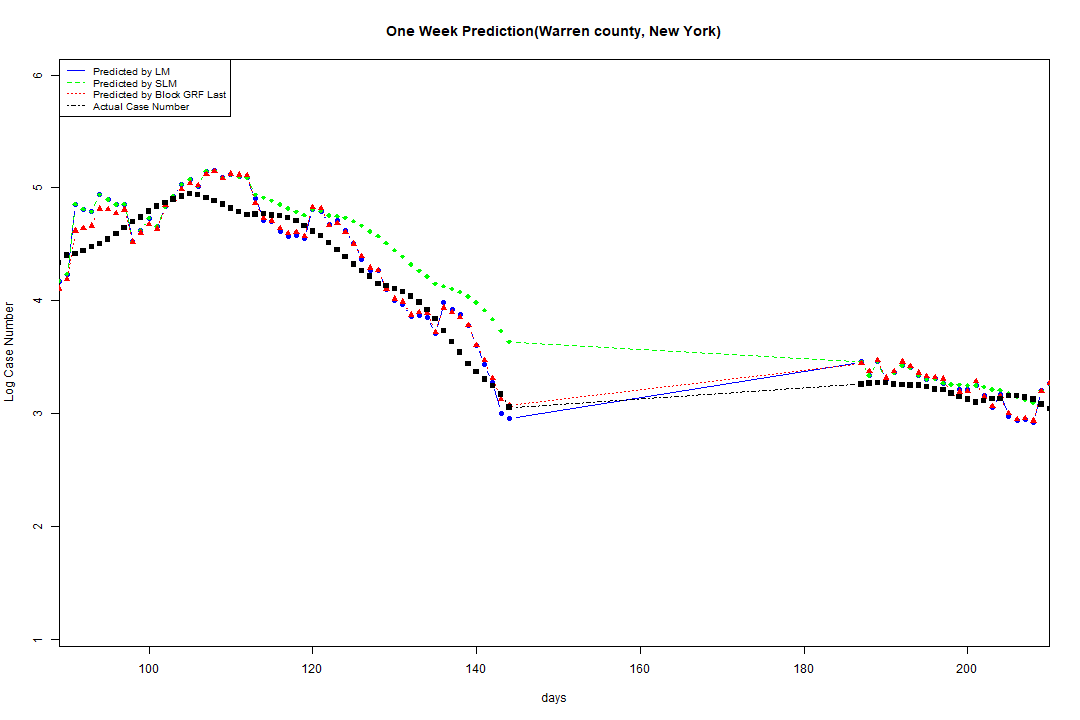 One Week Prediction(Warren county, New York)
Predicted by LM
Predicted by SLM
Predicted by Block GRF Last
Actual Case Number
6
5
4
3
2
1
Log Case Number
100 120 140 160 180 200
days